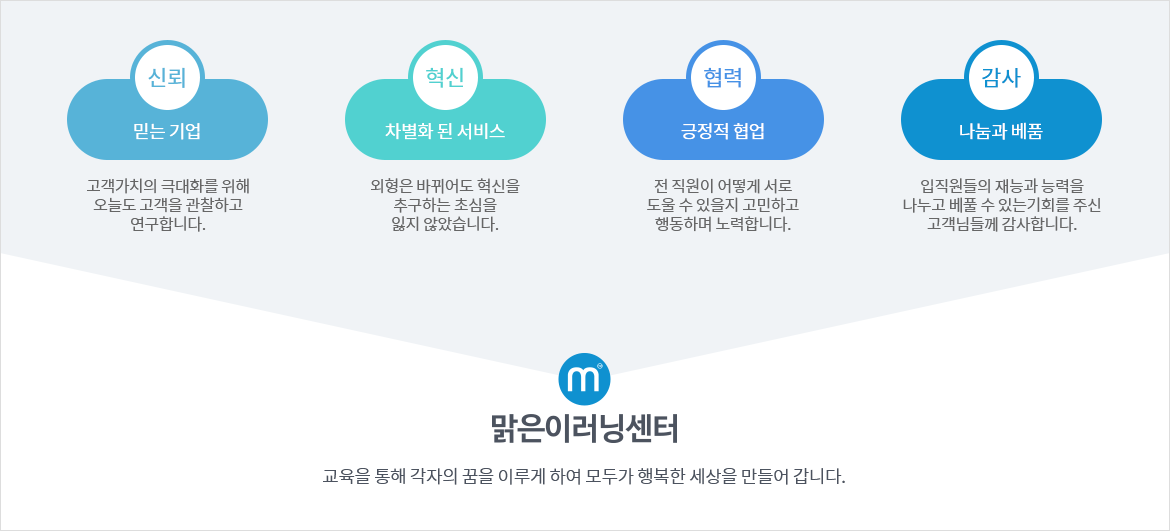 신뢰
믿는 기업
고객가치의 극대화를 위해
오늘도 고객을 관찰하고
연구합니다.
혁신
차별화 된 서비스
외형은 바뀌어도 혁신을
추구하는 초심을
잃지 않았습니다.
협력
긍정적 협업
전 직원이 어떻게 서로
도울 수 있을지 고민하고
행동하며 노력합니다.
감사
나눔과 베품
입직원들의 재능과 능력을
나누고 베풀 수 있는기회를 주신
고객님들께 감사합니다.
m
맑은이러닝센터
교육을 통해 각자의 꿈을 이루게 하여 모두가 행복한 세상을 만들어 갑니다.